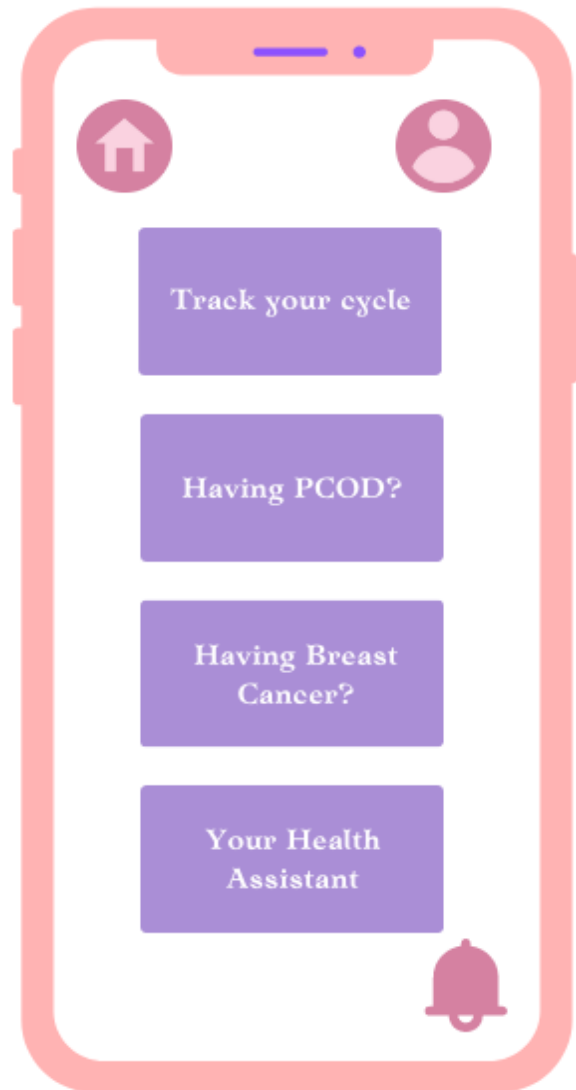 Track your cycle
Having PCOD?
Having Breast
Cancer?
Your Health
Assistant